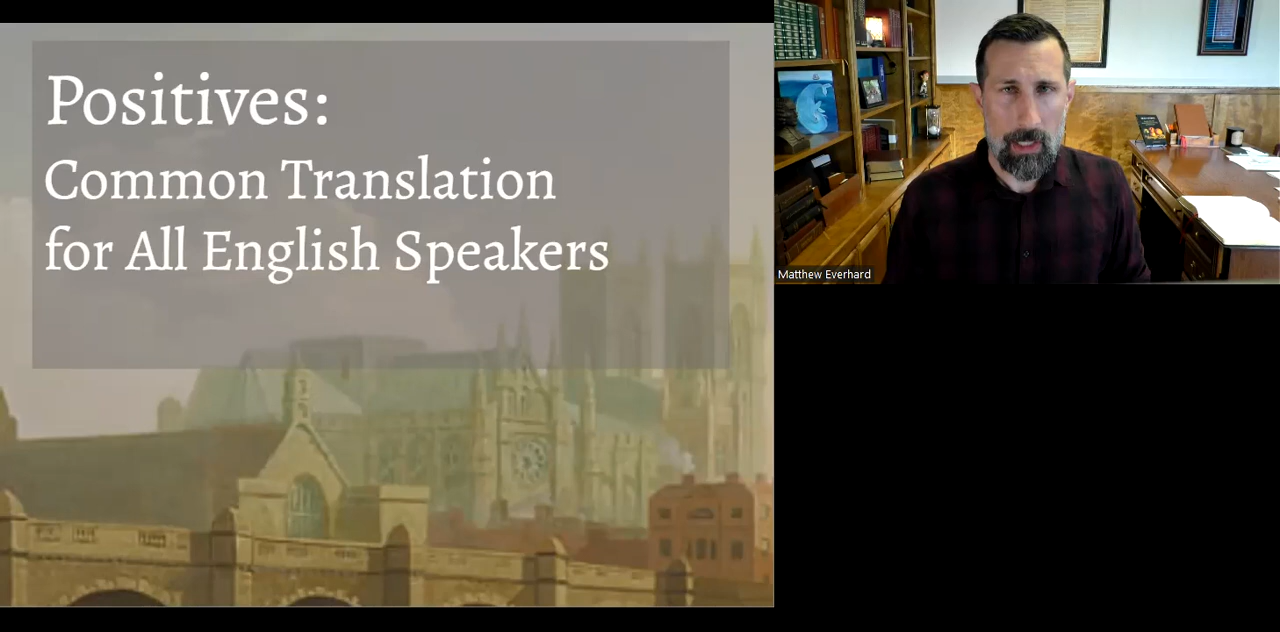 Positives:
Common Translation
for All English Speakers
Matthew Everhard